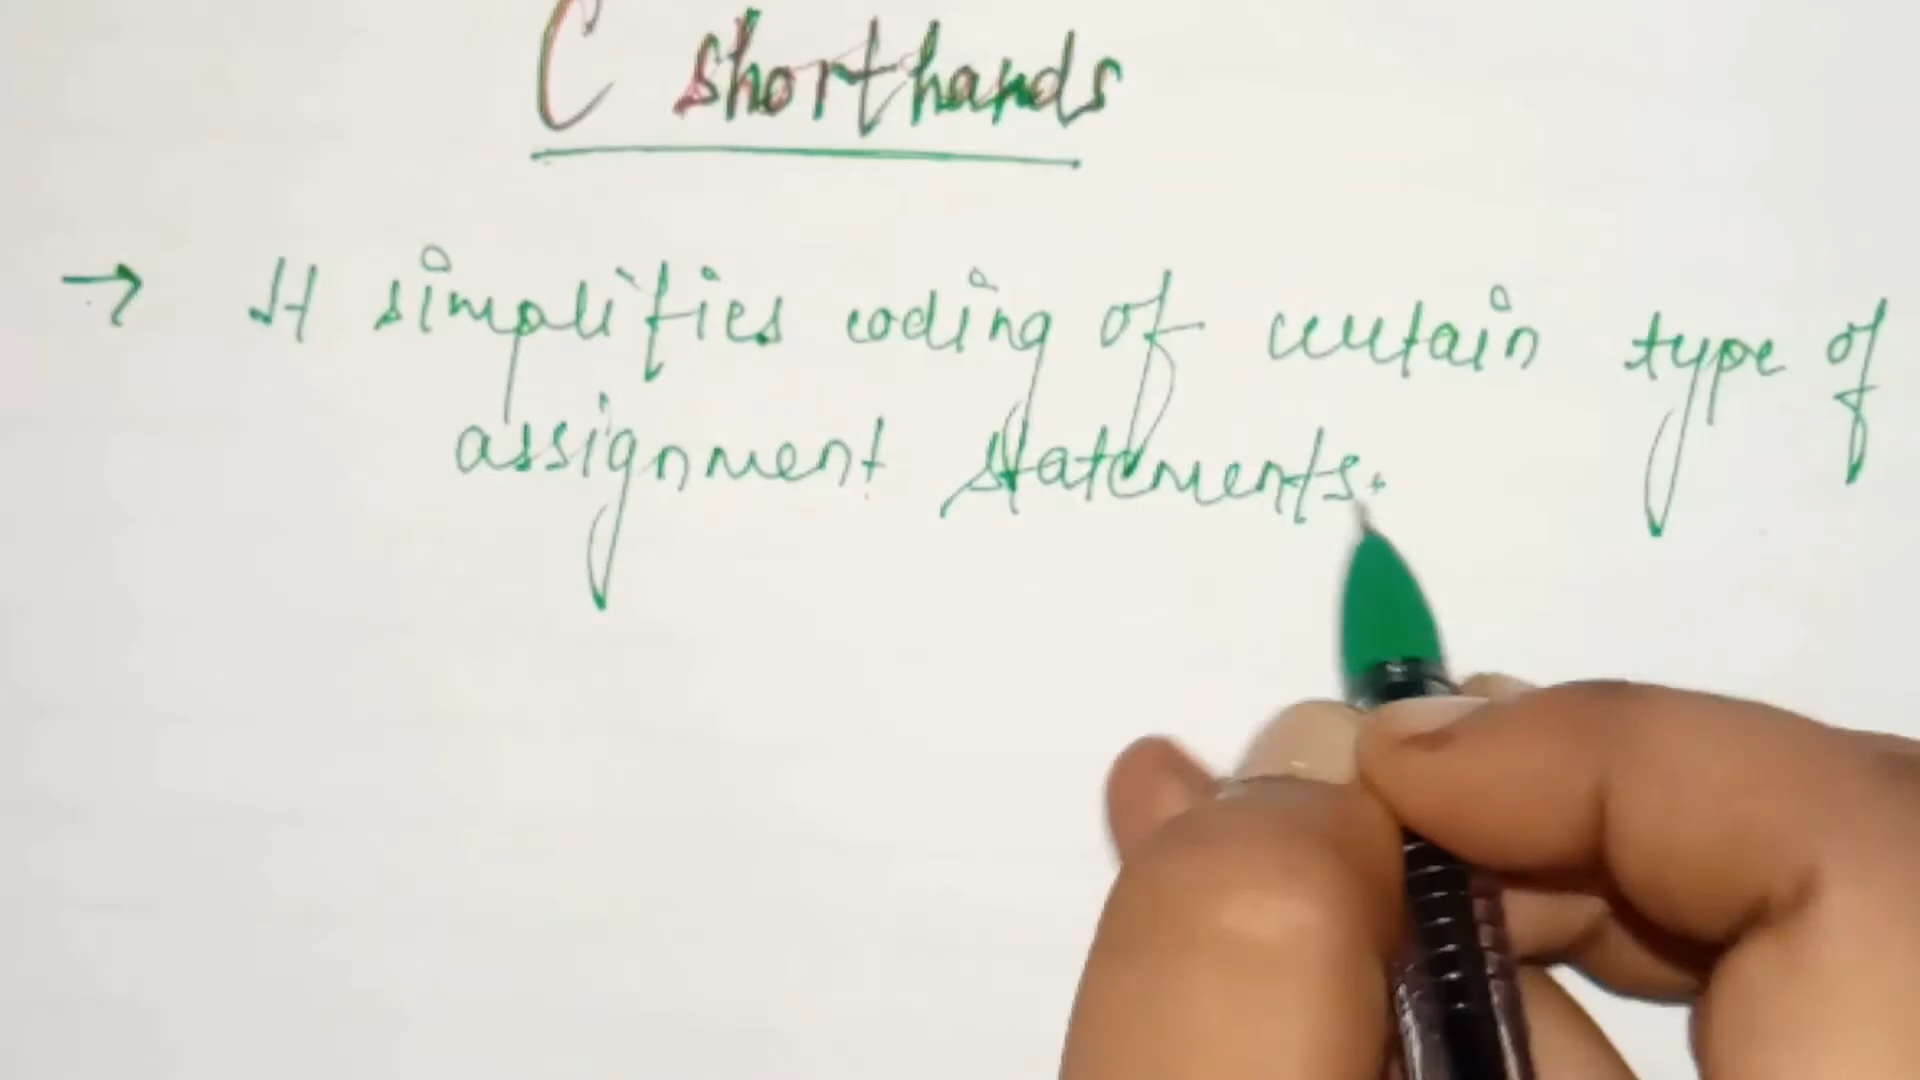 C shorthands
→ It simplifies coding of certain type of
assignment statements.